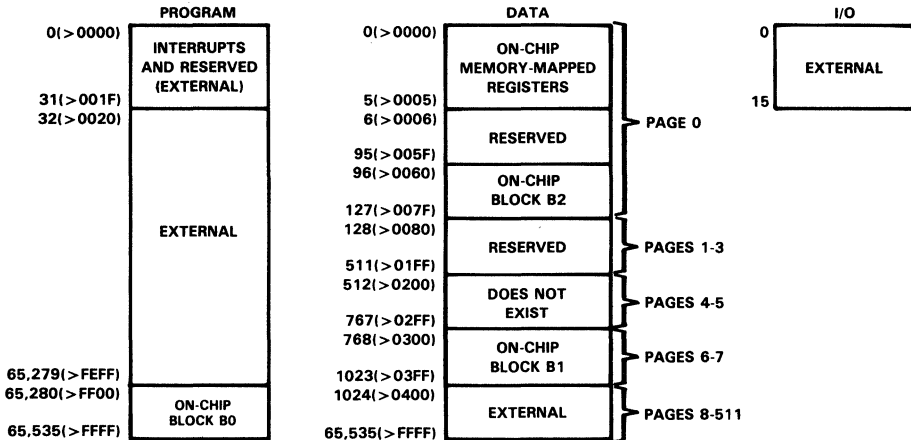 PROGRAM
0(>0000)
INTERRUPTS
AND RESERVED
(EXTERNAL)
31(>001F)
32(>0020)
EXTERNAL
65,279(>FEFF)
65,280(>FF00)
ON-CHIP
BLOCK B0
65,535(>FFFF)
DATA
0(>0000)
ON-CHIP
MEMORY-MAPPED
REGISTERS
5(>0005)
6(>0006)
RESERVED
95(>005F)
96(>0060)
ON-CHIP
BLOCK B2
127(>007F)
PAGE 0
128(>0080)
RESERVED
511(>01FF)
PAGES 1-3
512(>0200)
DOES NOT
EXIST
767(>02FF)
PAGES 4-5
768(>0300)
ON-CHIP
BLOCK B1
1023(>03FF)
PAGES 6-7
1024(>0400)
EXTERNAL
65,535(>FFFF)
PAGES 8-511
I/O
0
EXTERNAL
15